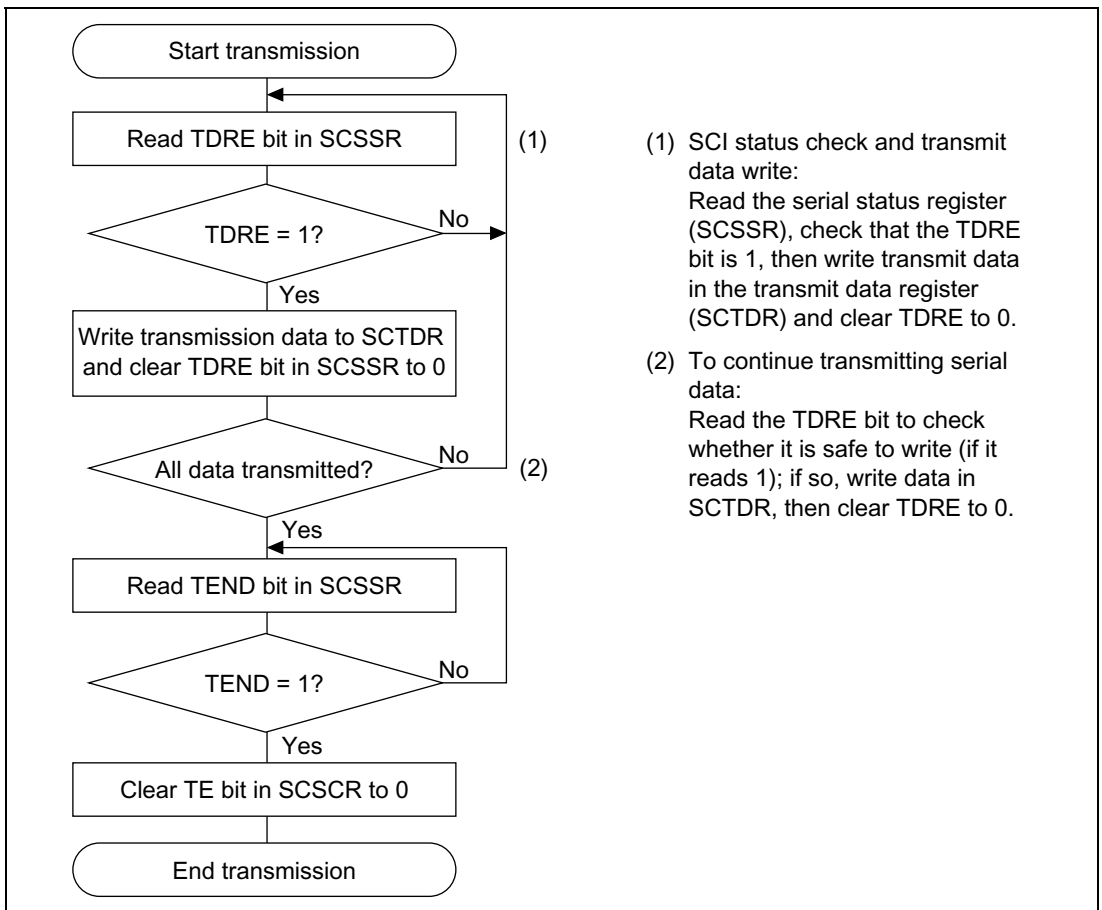 Start transmission
Read TDRE bit in SCSSR
(1)
TDRE = 1?
No
Yes
Write transmission data to SCTDR
and clear TDRE bit in SCSSR to 0
All data transmitted?
No
(2)
Yes
Read TEND bit in SCSSR
TEND = 1?
No
Yes
Clear TE bit in SCSCR to 0
End transmission
(1) SCI status check and transmit
data write:
Read the serial status register
(SCSSR), check that the TDRE
bit is 1, then write transmit data
in the transmit data register
(SCTDR) and clear TDRE to 0.
(2) To continue transmitting serial
data:
Read the TDRE bit to check
whether it is safe to write (if it
reads 1); if so, write data in
SCTDR, then clear TDRE to 0.